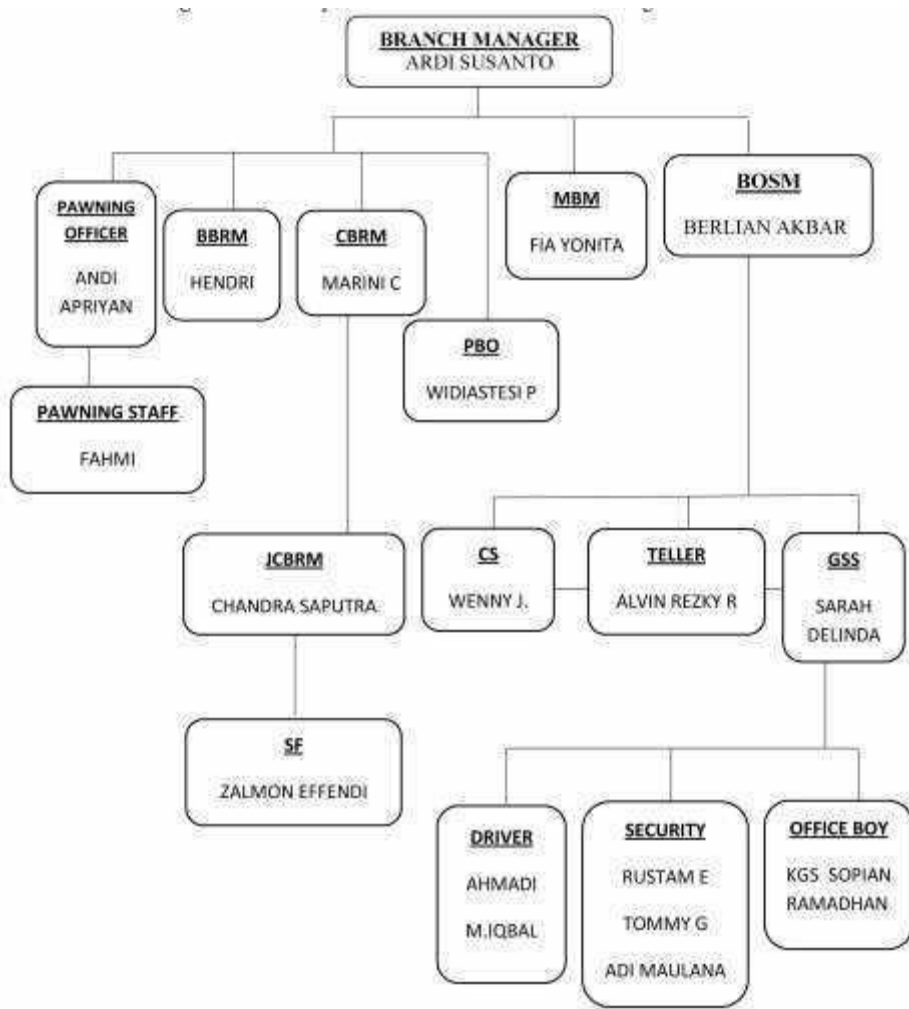 BRANCH MANAGER
ARDI SUSANTO
PAWNING
OFFICER
ANDI
APRIYAN
BBRM
HENDRI
CBRM
MARINI C
PBO
WIDIASTESI P
MBM
FIA YONITA
BOSM
BERLIAN AKBAR
PAWNING STAFF
FAHMI
JCBRM
CHANDRA SAPUTRA
SF
ZALMON EFFENDI
CS
WENNY J.
TELLER
ALVIN REZKY R
GSS
SARAH
DELINDA
DRIVER
AHMADI
M.IQBAL
SECURITY
RUSTAM E
TOMMY G
ADI MAULANA
OFFICE BOY
KGS SOPIAN
RAMADHAN